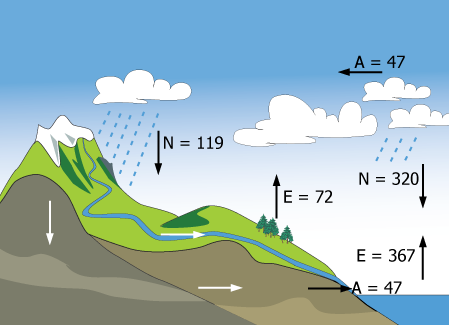 A = 47
N = 119
N = 320
E = 72
E = 367
A = 47